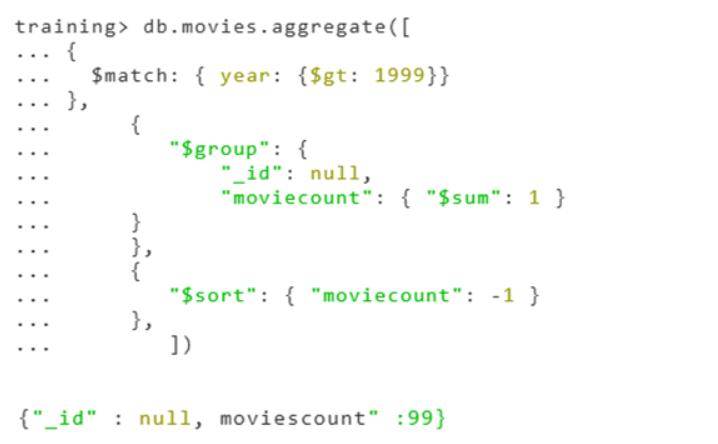 training> db.movies.aggregate([
... {
...    $match: { year: {$gt: 1999}}
... },
...       {
...          "$group": {
...              "_id": null,
...              "moviecount": { "$sum": 1 }
...       }
...       },
...       {
...          "$sort": { "moviecount": -1 }
...       },
...          ])
{"_id" : null, moviescount" :99}